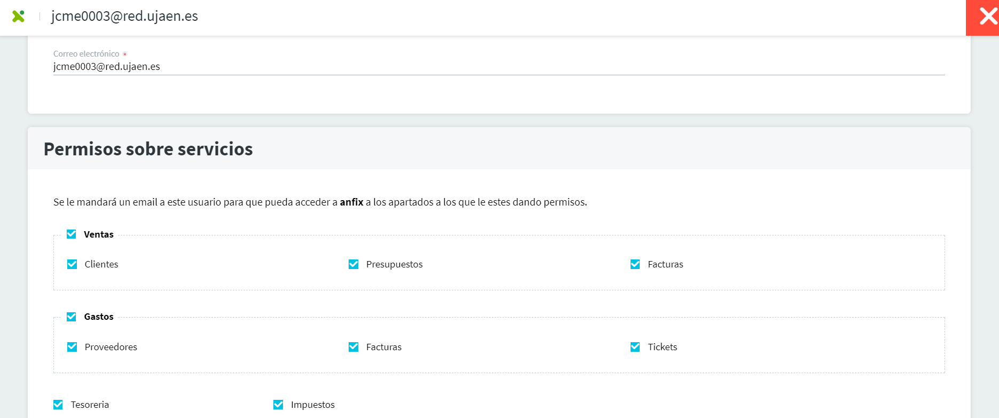 jcme0003@red.ujaen.es
Correo electrónico *
jcme0003@red.ujaen.es
Permisos sobre servicios
Se le mandará un email a este usuario para que pueda acceder a anfix a los apartados a los que le estes dando permisos.
Ventas
Clientes Presupuestos Facturas
Gastos
Proveedores Facturas Tickets
Tesoreria Impuestos